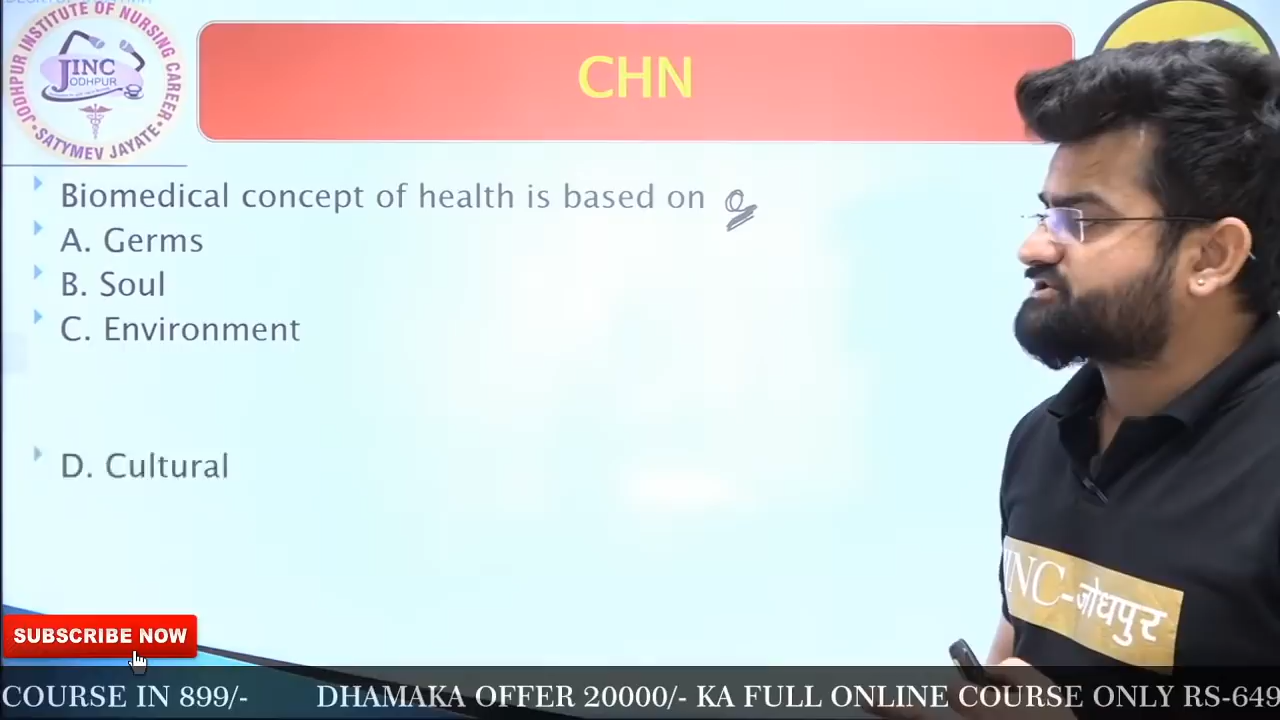 JODHPUR INSTITUTE OF NURSING CAREER
JINC
JODHPUR
SATYMEV JAYATE
CHN
Biomedical concept of health is based on
A. Germs
B. Soul
C. Environment
D. Cultural
JINC-जोधपुर
SUBSCRIBE NOW
COURSE IN 899/- DHAMAKA OFFER 20000/- KA FULL ONLINE COURSE ONLY RS-649